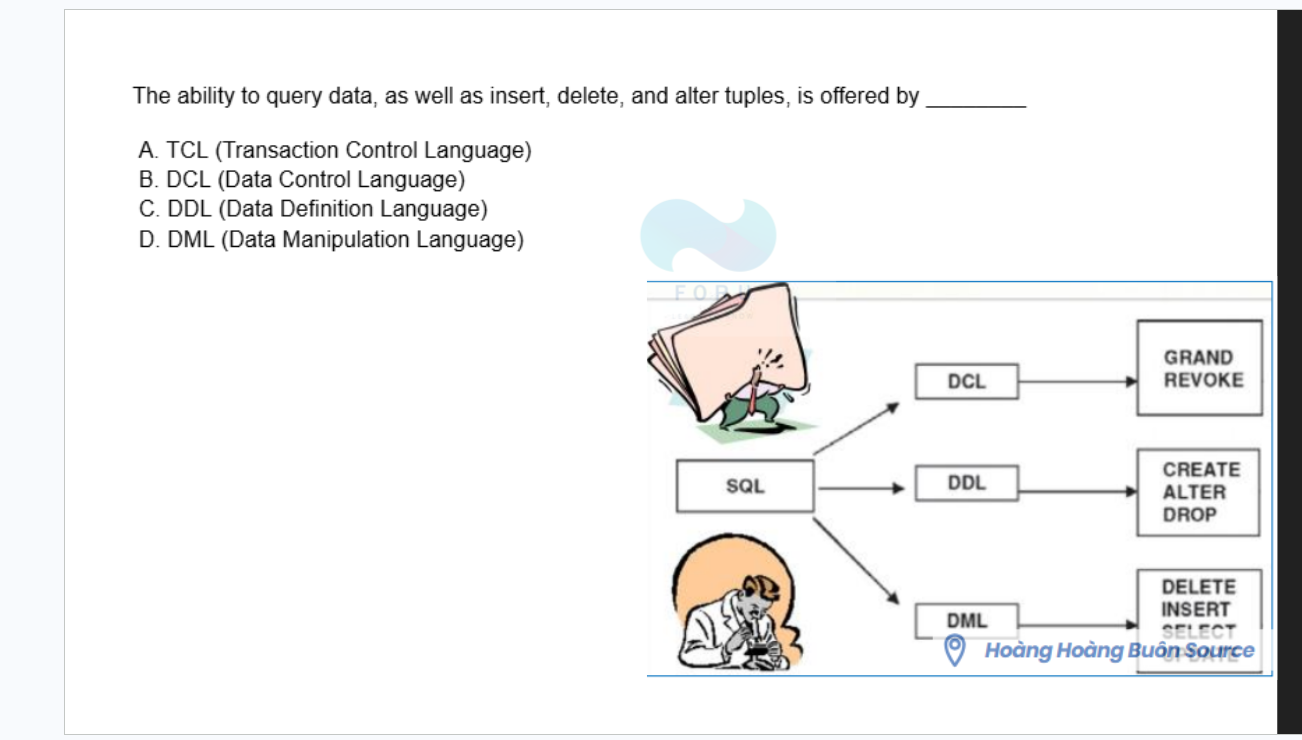 The ability to query data, as well as insert, delete, and alter tuples, is offered by ________
A. TCL (Transaction Control Language)
B. DCL (Data Control Language)
C. DDL (Data Definition Language)
D. DML (Data Manipulation Language)
SQL
DCL
GRAND
REVOKE
DDL
CREATE
ALTER
DROP
DML
DELETE
INSERT
SELECT
UPDATE
Hoàng Hoàng Buôn Source